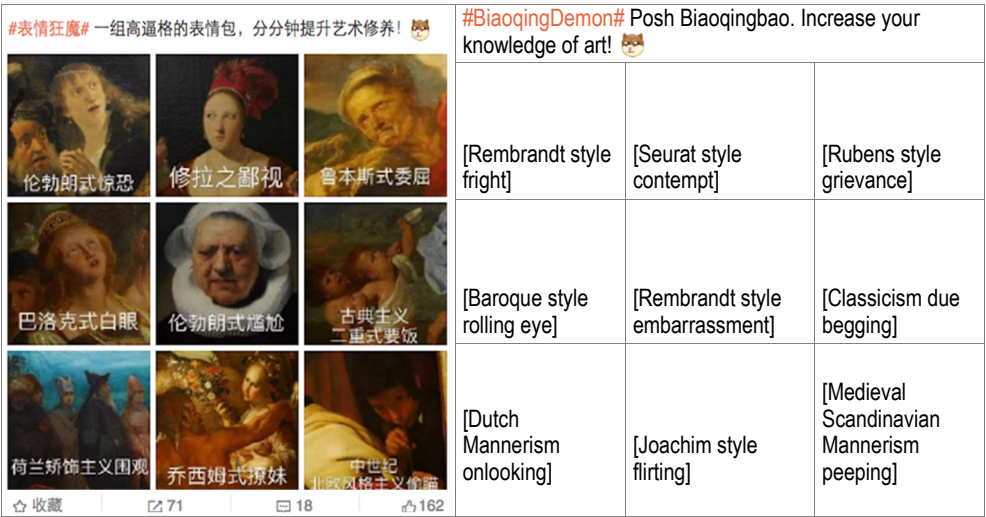 #表情狂魔# 一组高逼格的表情包，分分钟提升艺术修养！
伦勃朗式惊恐
修拉之鄙视
鲁本斯式委屈
巴洛克式白眼
伦勃朗式尴尬
古典主义
二重式要饭
荷兰矫饰主义围观
乔西姆式撩妹
中世纪
北欧风格主义偷瞄
收藏
71
18
162
#BiaoqingDemon# Posh Biaoqingbao. Increase your
knowledge of art!
[Rembrandt style
fright]
[Seurat style
contempt]
[Rubens style
grievance]
[Baroque style
rolling eye]
[Rembrandt style
embarrassment]
[Classicism due
begging]
[Dutch
Mannerism
onlooking]
[Joachim style
flirting]
[Medieval
Scandinavian
Mannerism
peeping]